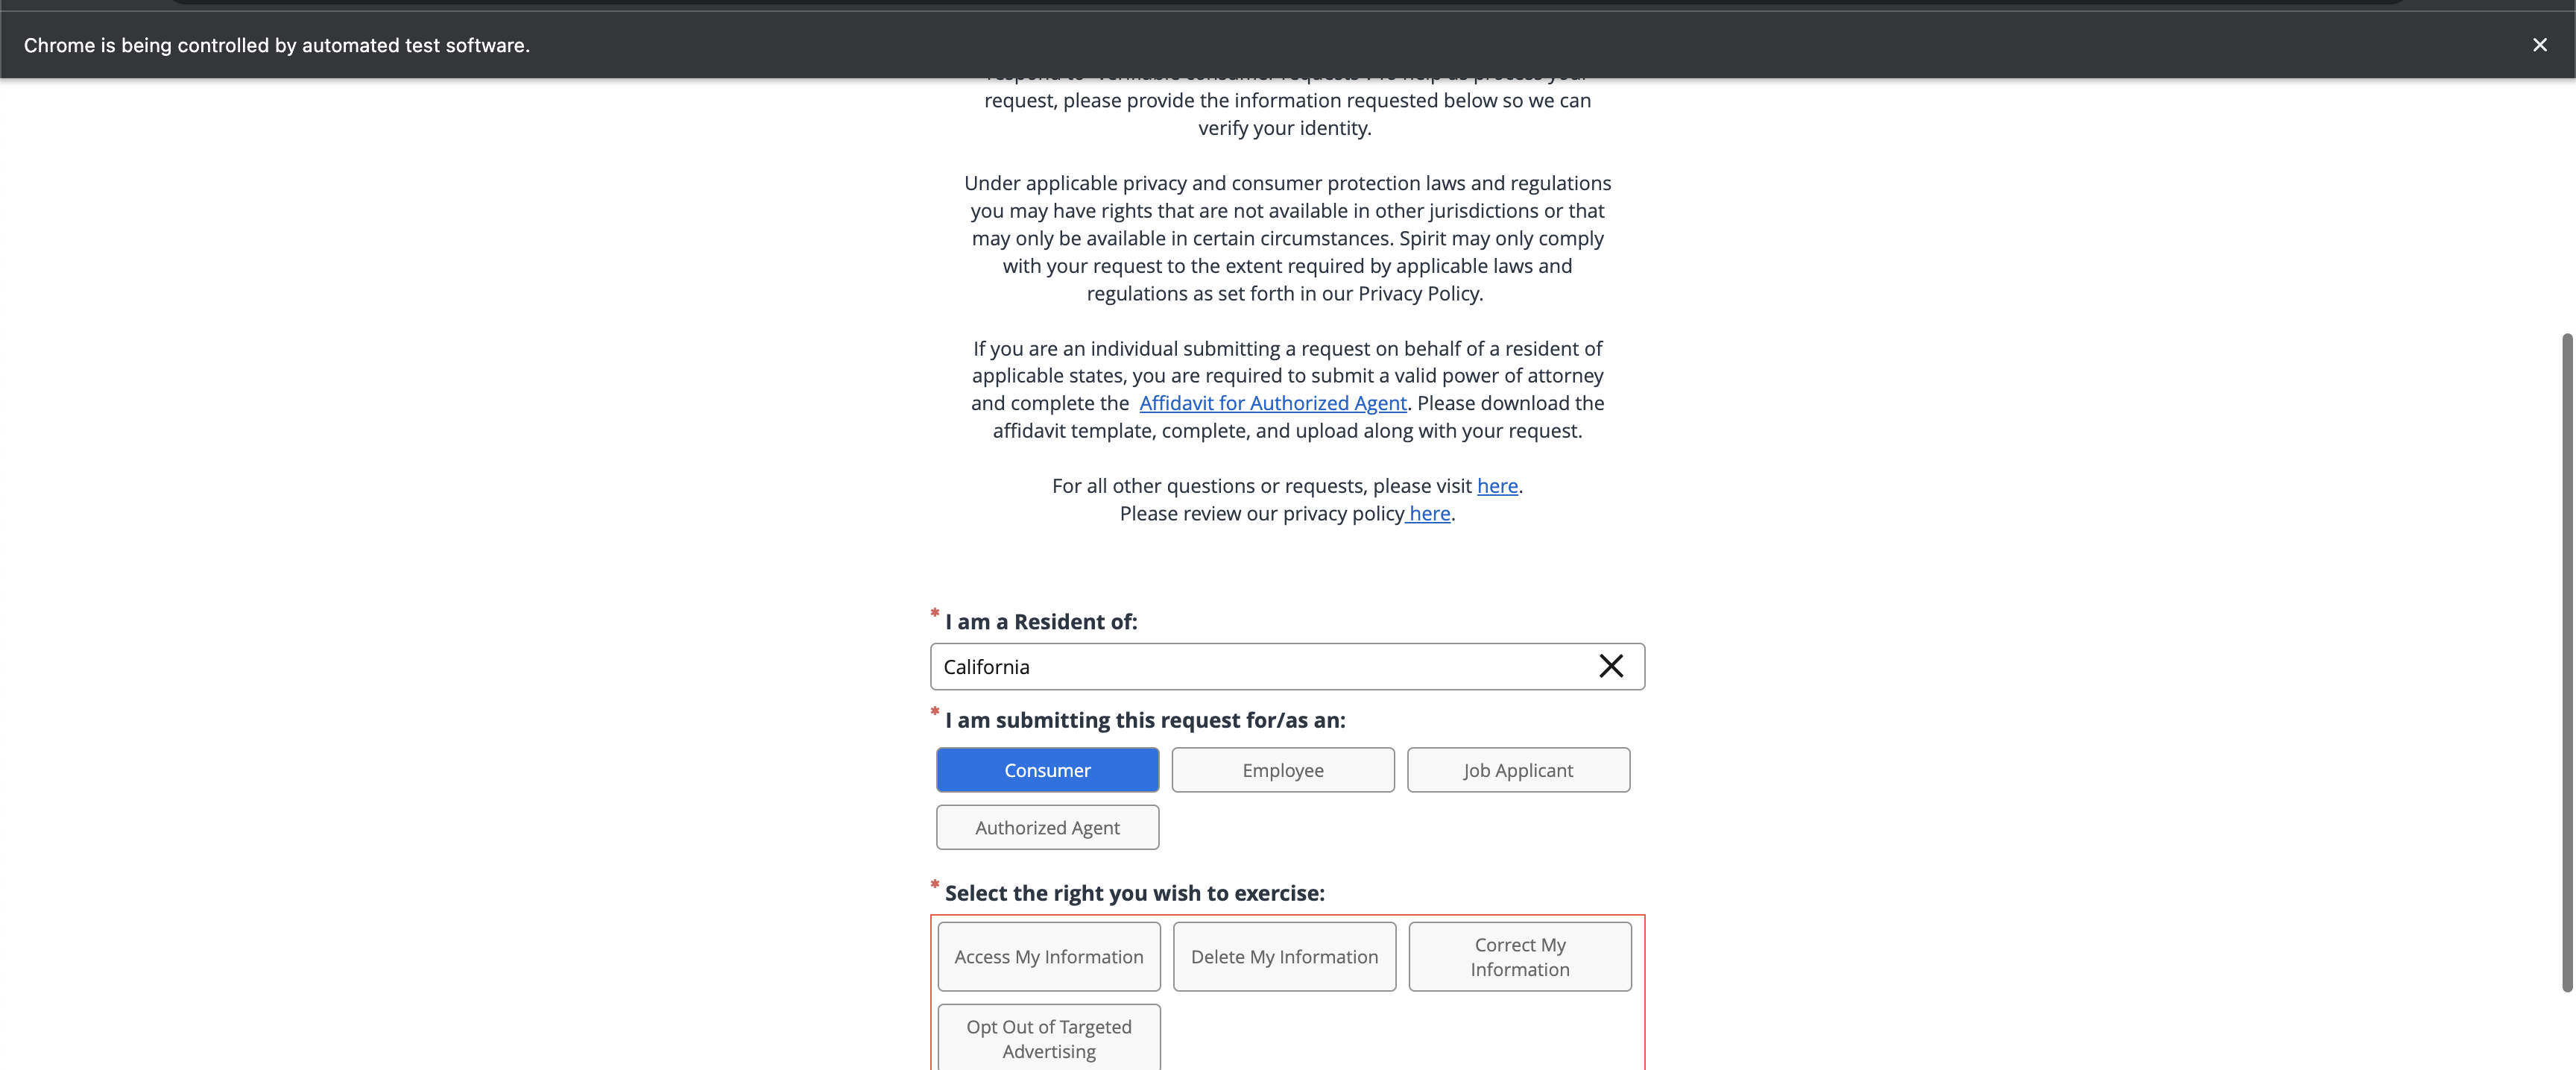 Chrome is being controlled by automated test software.
request, please provide the information requested below so we can
verify your identity.
Under applicable privacy and consumer protection laws and regulations
you may have rights that are not available in other jurisdictions or that
may only be available in certain circumstances. Spirit may only comply
with your request to the extent required by applicable laws and
regulations as set forth in our Privacy Policy.
If you are an individual submitting a request on behalf of a resident of
applicable states, you are required to submit a valid power of attorney
and complete the Affidavit for Authorized Agent. Please download the
affidavit template, complete, and upload along with your request.
For all other questions or requests, please visit here.
Please review our privacy policy here.
* I am a Resident of:
California
* I am submitting this request for/as an:
Consumer
Employee
Job Applicant
Authorized Agent
* Select the right you wish to exercise:
Access My Information
Delete My Information
Correct My
Information
Opt Out of Targeted
Advertising